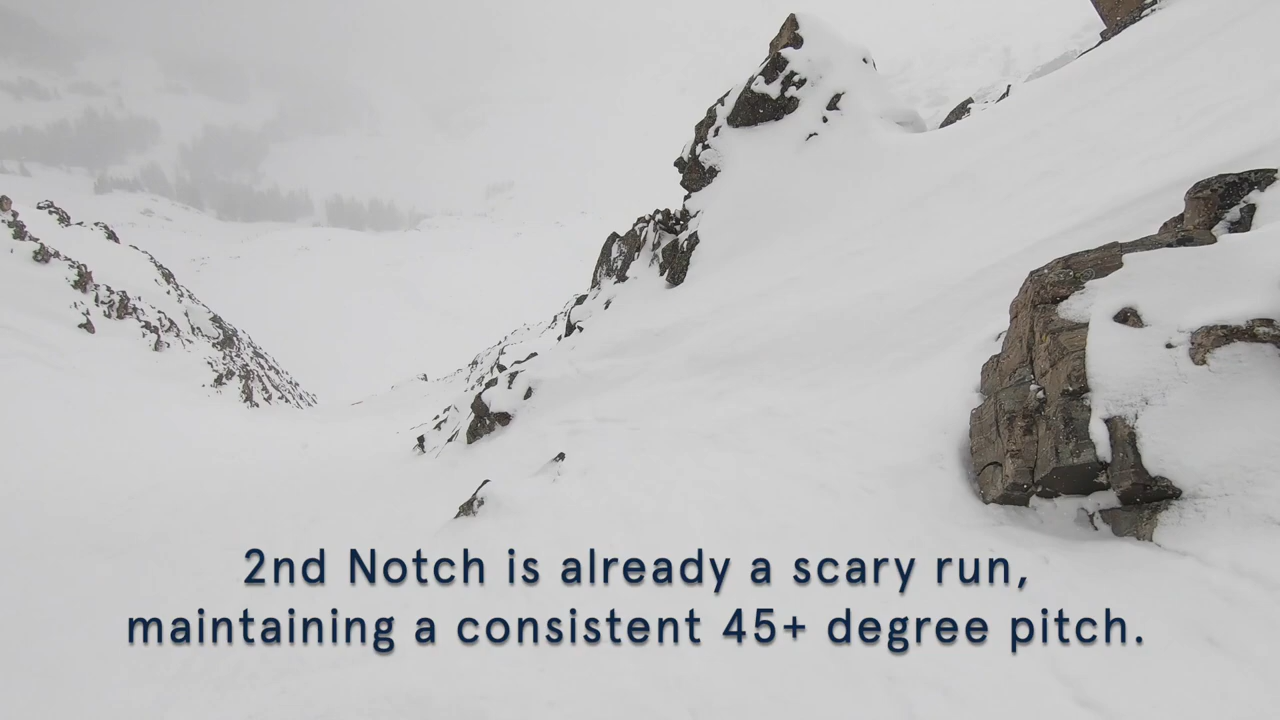 2nd Notch is already a scary run,
maintaining a consistent 45+ degree pitch.